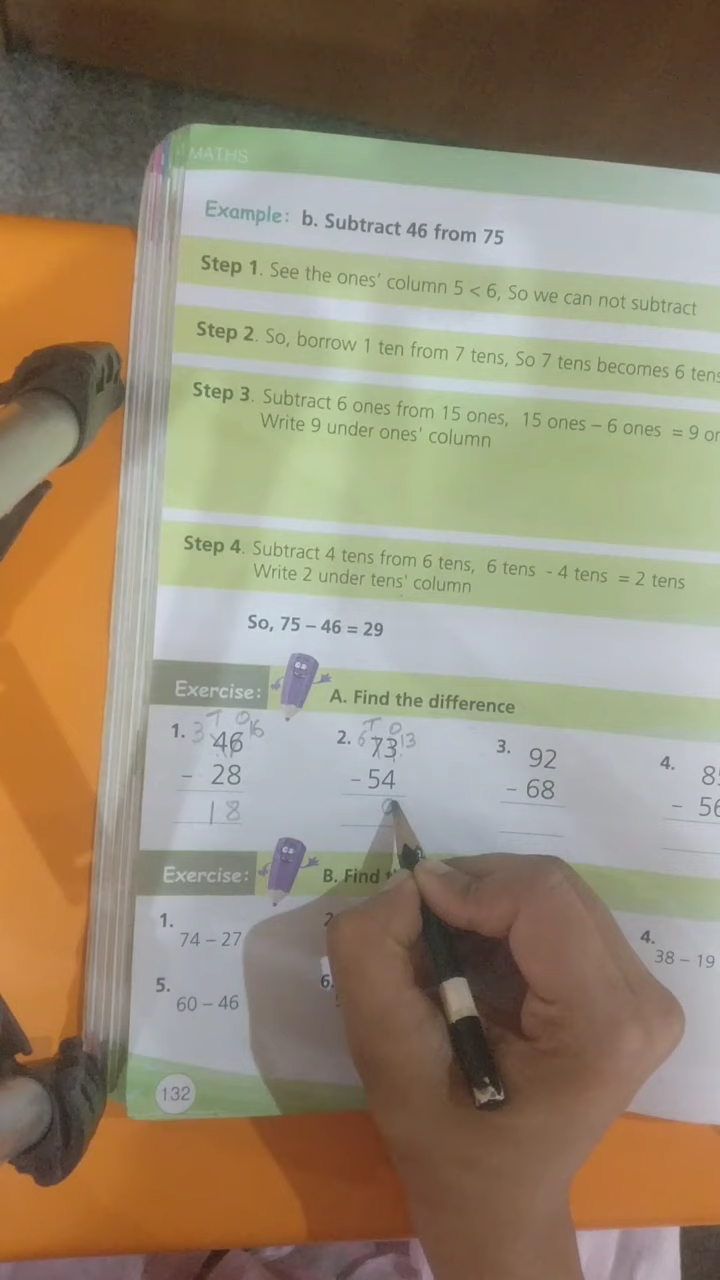 MATHS
Example: b. Subtract 46 from 75
Step 1. See the ones' column 5 < 6, So we can not subtract
Step 2. So, borrow 1 ten from 7 tens, So 7 tens becomes 6 tens
Step 3. Subtract 6 ones from 15 ones, 15 ones – 6 ones = 9 or
Write 9 under ones' column
Step 4. Subtract 4 tens from 6 tens, 6 tens - 4 tens = 2 tens
Write 2 under tens' column
So, 75 – 46 = 29
Exercise: A. Find the difference
T O T O
1. 3 46 16 2. 6 73 13 3. 92 4. 8
- 28 - 54 - 68 - 56
18
Exercise: B. Find
1. 2. 4.
74 – 27 38 – 19
5. 6.
60 – 46
132